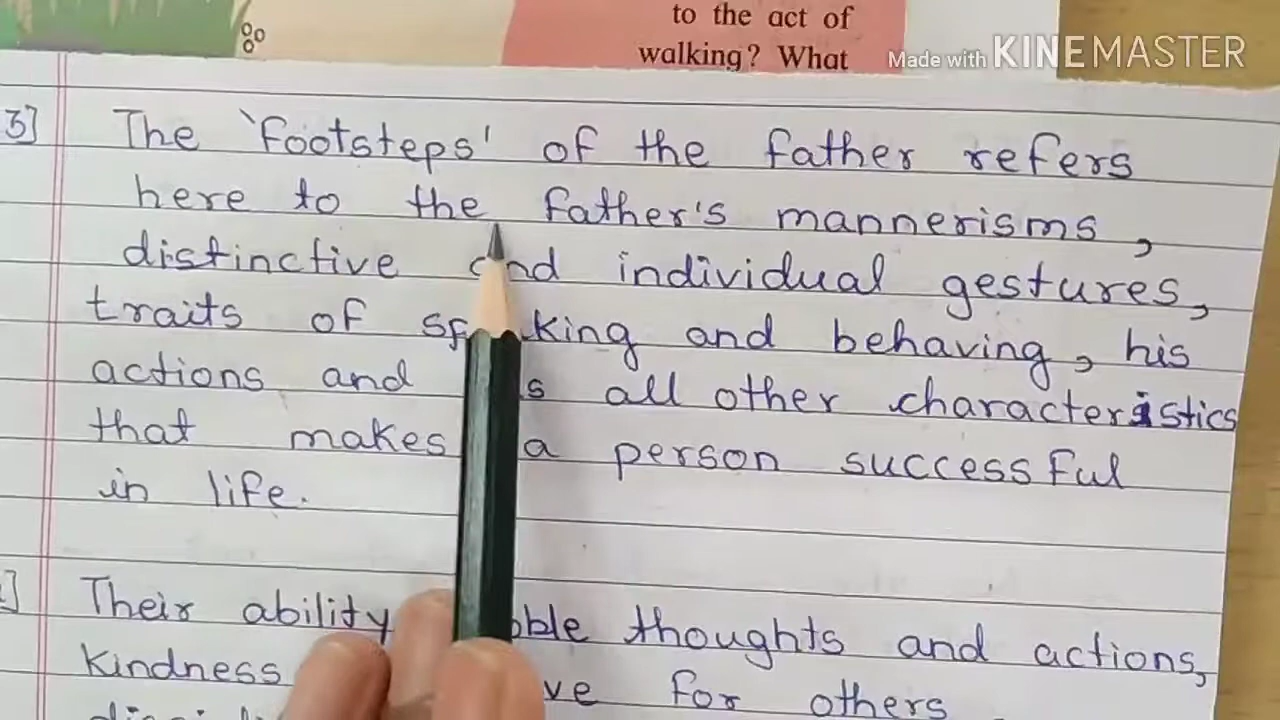 to the act of
walking? What
Made with KINEMASTER
3] The 'footsteps' of the father refers
here to the father's mannerisms,
distinctive and individual gestures,
traits of speaking and behaving, his
actions and all other characteristics
that makes a person successful
in life.
Their ability, thoughts and actions,
kindness for others